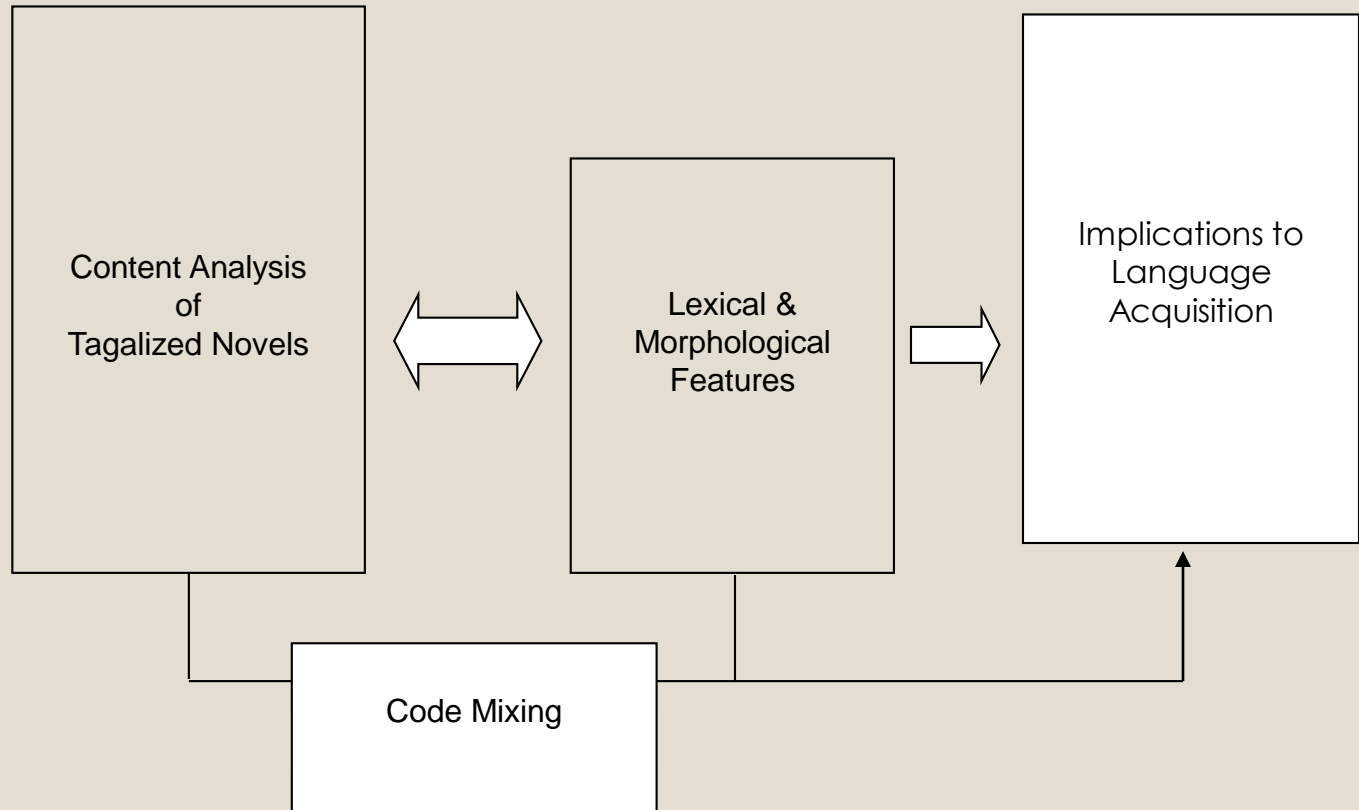 Content Analysis
of
Tagalized Novels
Lexical &
Morphological
Features
Implications to
Language
Acquisition
Code Mixing